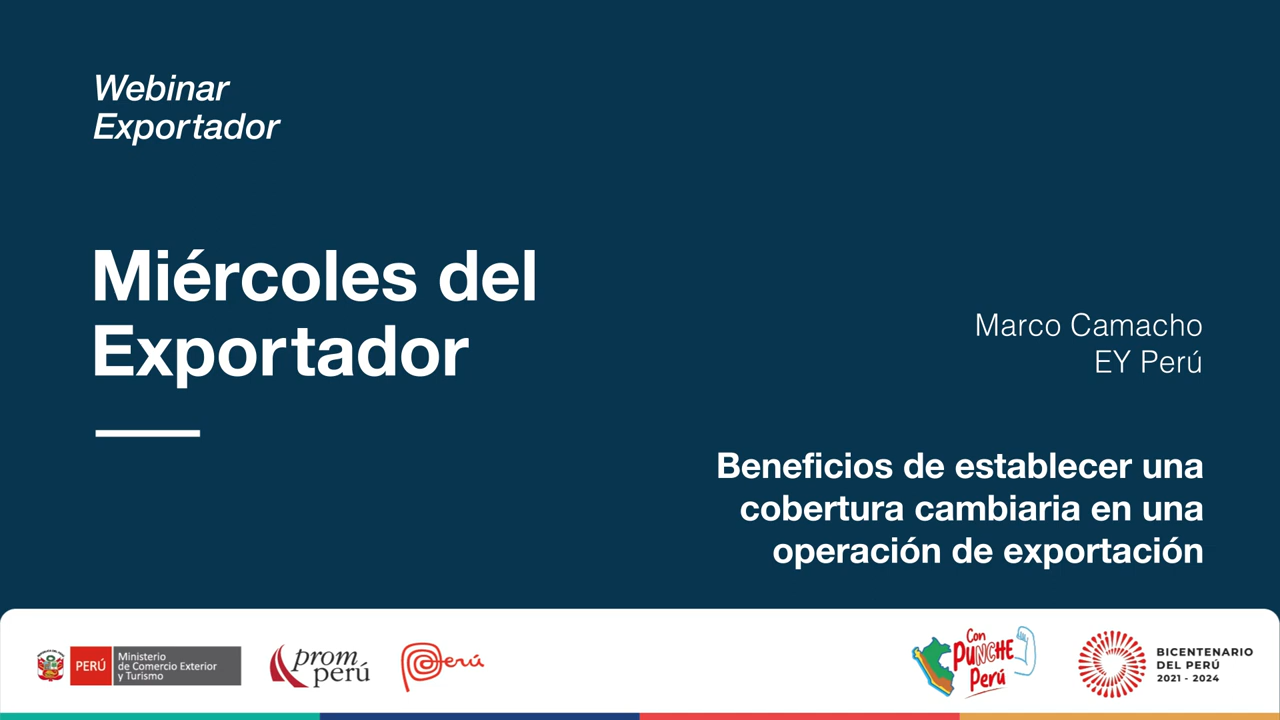 Webinar
Exportador
Miércoles del
Exportador
Marco Camacho
EY Perú
Beneficios de establecer una
cobertura cambiaria en una
operación de exportación
PERÚ
Ministerio
de Comercio Exterior
y Turismo
prom
perú
Perú
Con
PUNCHE
Perú
BICENTENARIO
DEL PERÚ
2021 - 2024